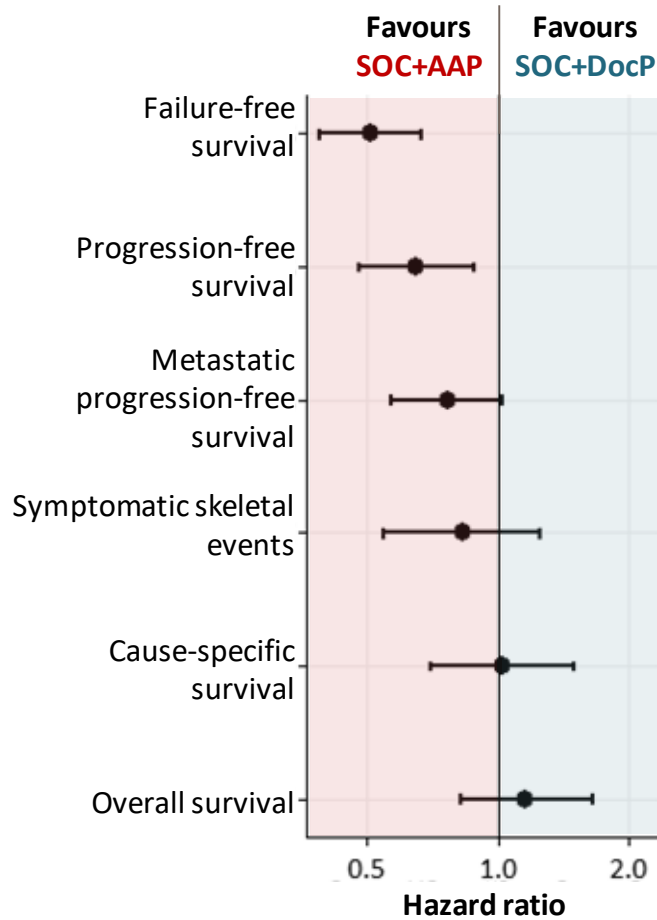 Favours Favours
SOC+AAP SOC+DocP
Failure-free
survival
Progression-free
survival
Metastatic
progression-free
survival
Symptomatic skeletal
events
Cause-specific
survival
Overall survival
0.5 1.0 2.0
Hazard ratio